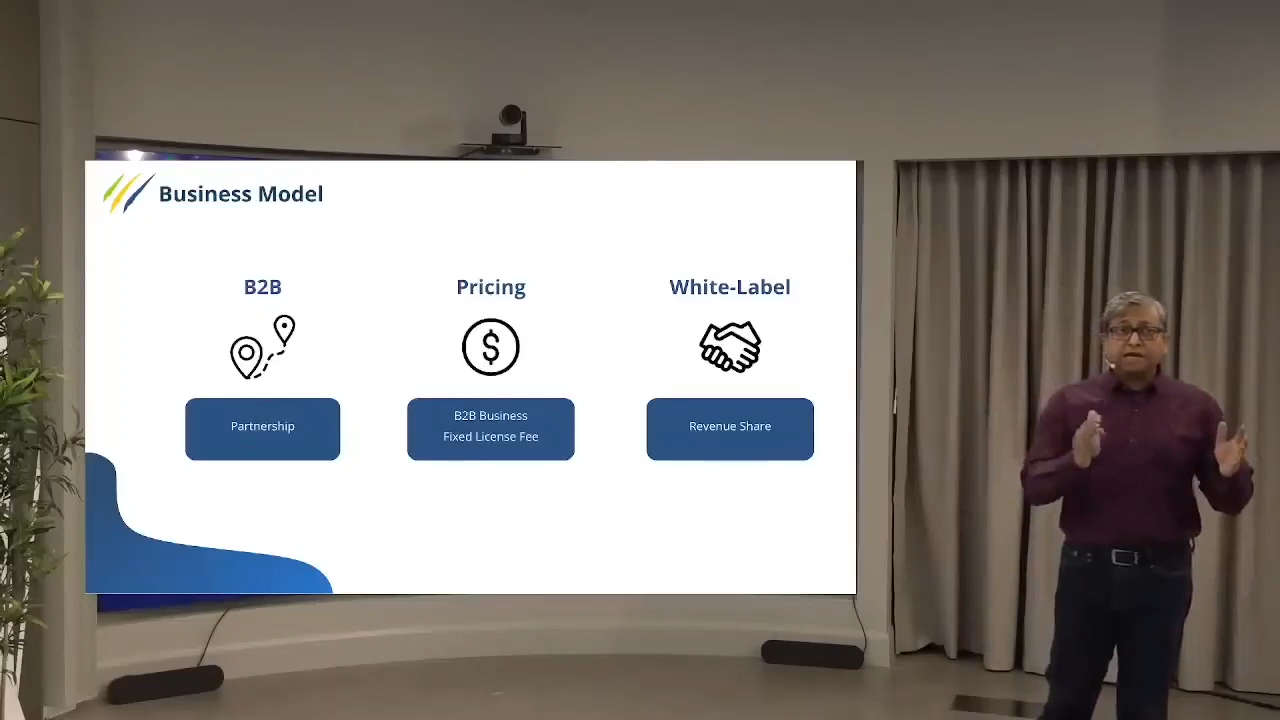 Business Model
B2B
Pricing
White-Label
Partnership
B2B Business
Fixed License Fee
Revenue Share